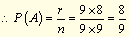 ∴ P(A) = r/n = (9×8)/(9×9) = 8/9